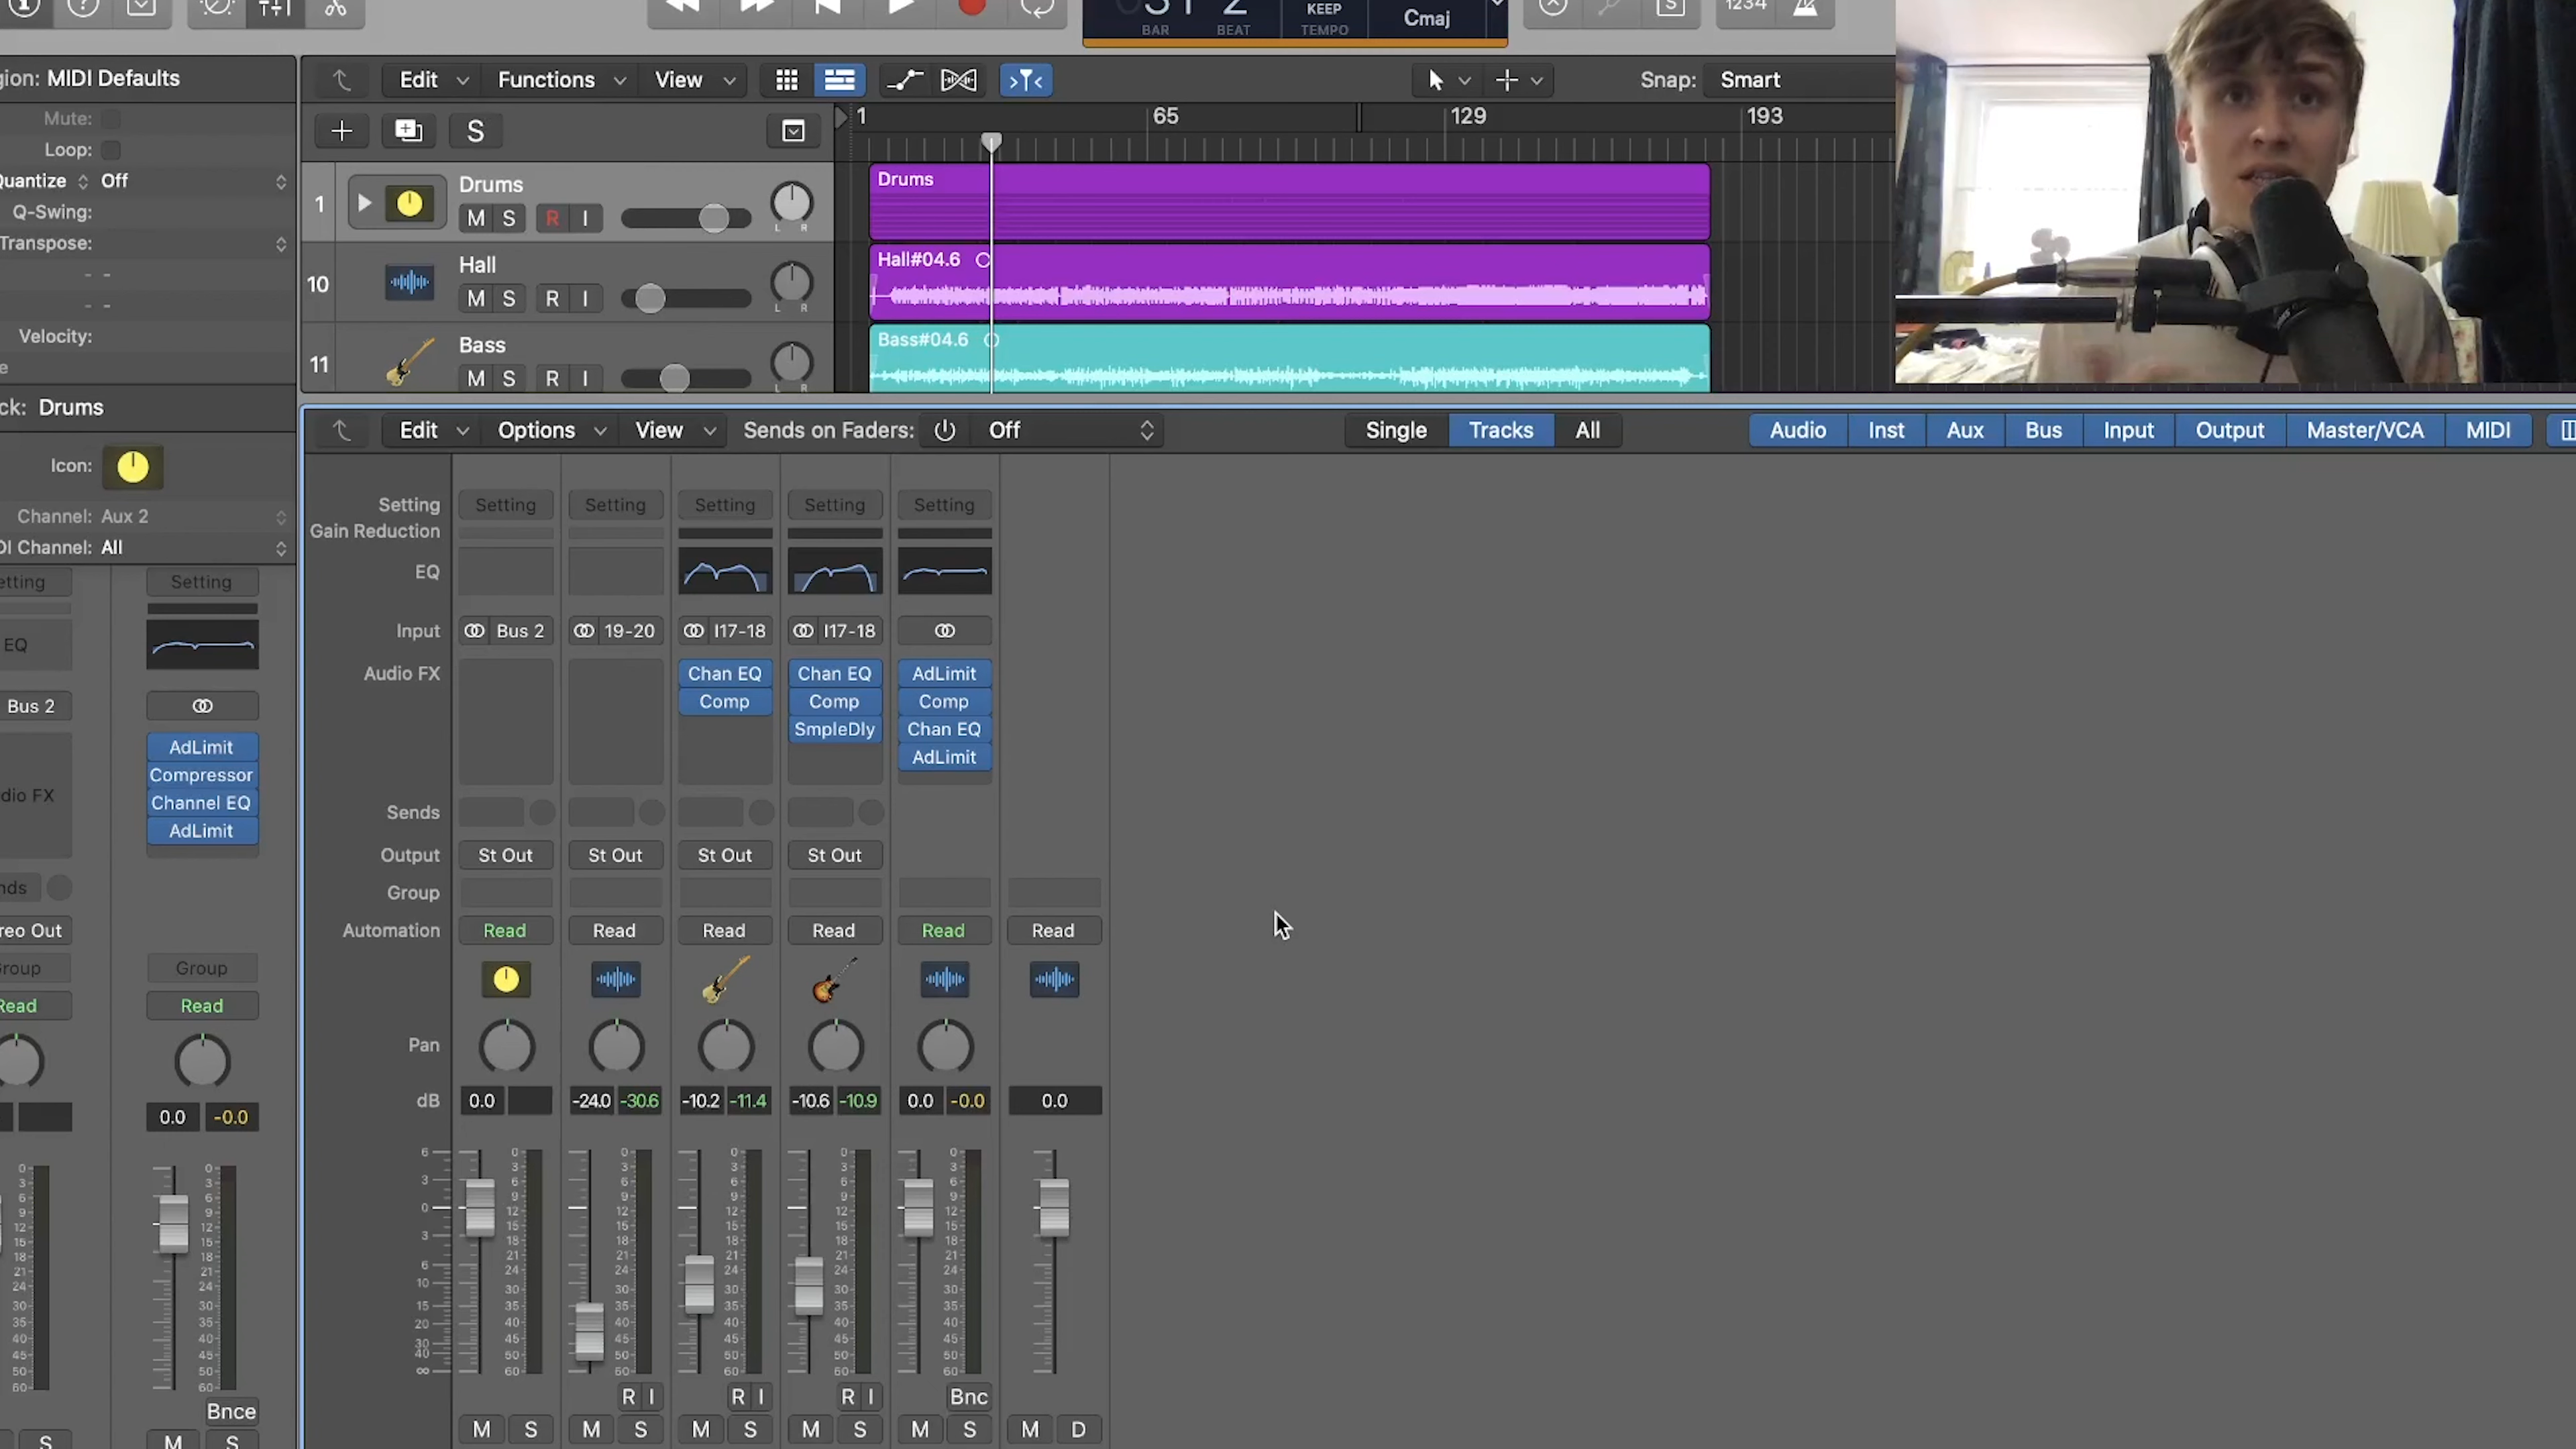 1234
KEEP
Cmaj
BAR BEAT TEMPO
gion: MIDI Defaults
Mute:
Loop:
Quantize Off
Q-Swing:
Transpose:
- -
- -
Velocity:
e
ck: Drums
Icon:
Channel: Aux 2
DI Channel: All
etting Setting
EQ
Bus 2
AdLimit
Compressor
dio FX Channel EQ
AdLimit
nds
reo Out
Group Group
Read Read
0.0 -0.0
Bnce
S M S
Edit Functions View Snap: Smart
S
1 65 129 193
1 Drums
M S R I
L R
10 Hall
M S R I
L R
11 Bass
M S R I
Drums
Hall#04.6
Bass#04.6
Edit Options View Sends on Faders: Off Single Tracks All Audio Inst Aux Bus Input Output Master/VCA MIDI
Setting Setting Setting Setting Setting Setting
Gain Reduction
EQ
Input Bus 2 19-20 I17-18 I17-18
Audio FX Chan EQ Chan EQ AdLimit
Comp Comp Comp
SmpleDly Chan EQ
AdLimit
Sends
Output St Out St Out St Out St Out
Group
Automation Read Read Read Read Read Read
Pan
dB 0.0 -24.0 -30.6 -10.2 -11.4 -10.6 -10.9 0.0 -0.0 0.0
R I R I R I Bnc
M S M S M S M S M S M D